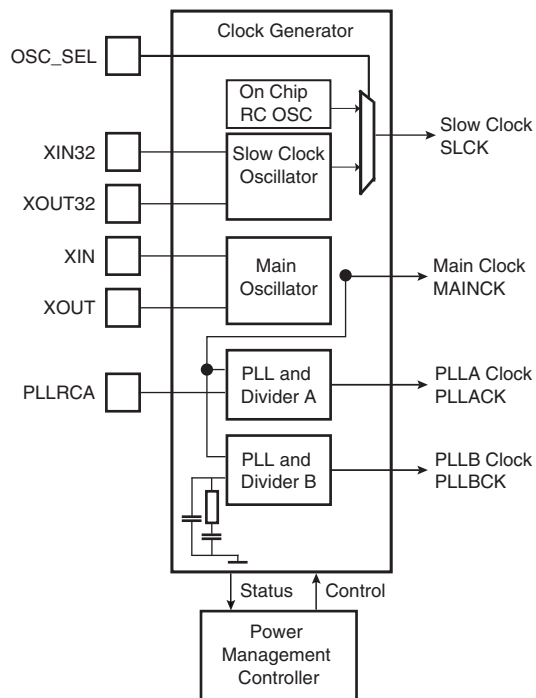 Clock Generator
OSC_SEL
On Chip
RC OSC
Slow Clock
SLCK
XIN32
Slow Clock
Oscillator
XOUT32
XIN
Main
Oscillator
Main Clock
MAINCK
XOUT
PLLRCA
PLL and
Divider A
PLLA Clock
PLLACK
PLL and
Divider B
PLLB Clock
PLLBCK
Status
Control
Power
Management
Controller